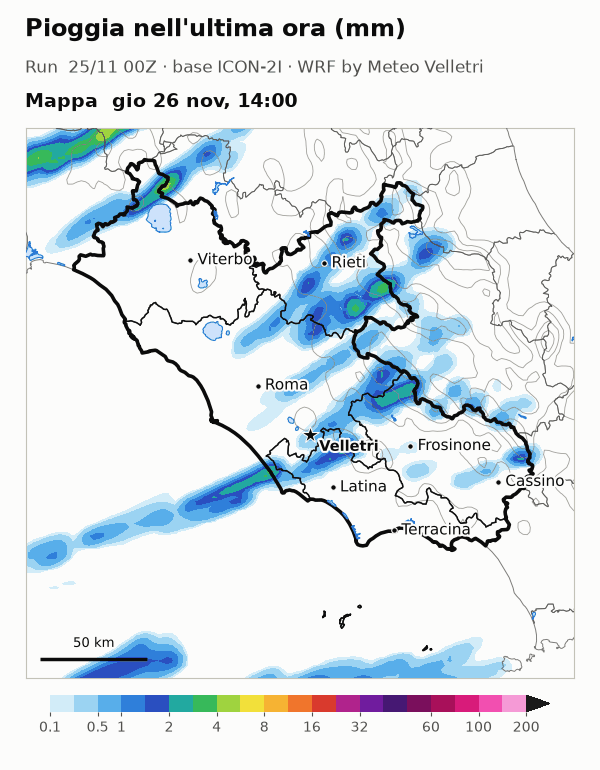 Pioggia nell'ultima ora (mm)
Run  25/11 00Z · base ICON-2I · WRF by Meteo Velletri
Mappa  gio 26 nov, 14:00
Viterbo
Rieti
Roma
Velletri
Frosinone
Latina
Cassino
Terracina
50 km
0.1 0.5 1 2 4 8 16 32 60 100 200